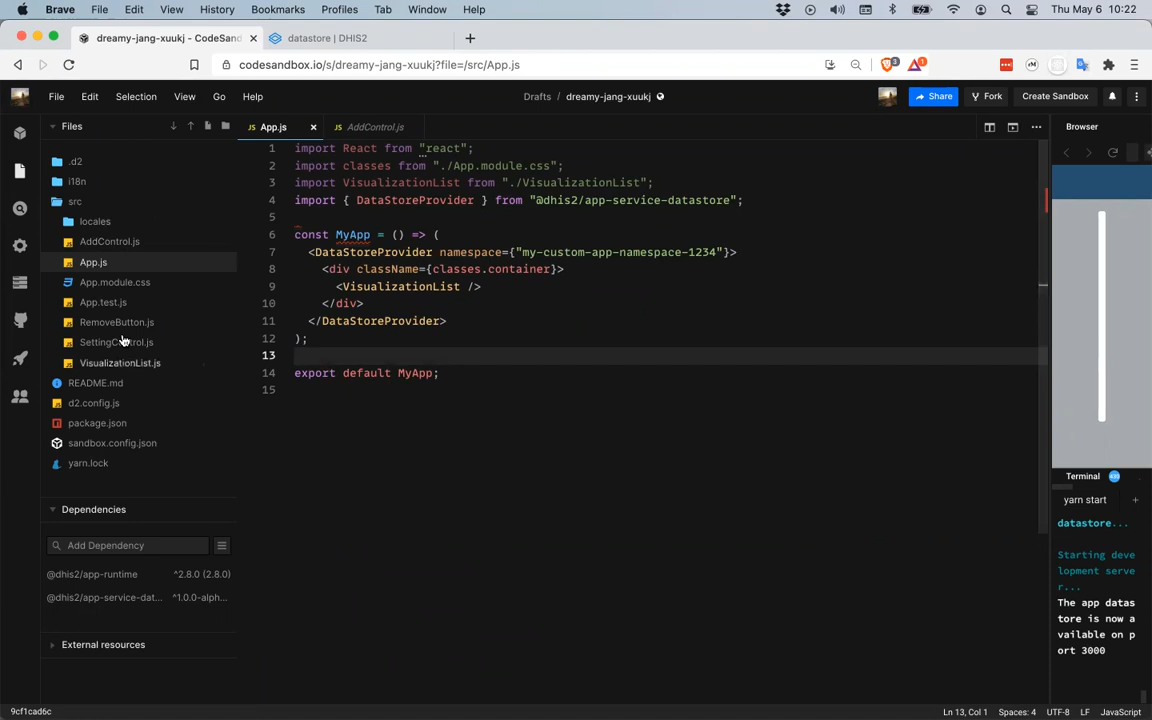 Brave File Edit View History Bookmarks Profiles Tab Window Help Thu May 6 10:22
dreamy-jang-xuukj - CodeSand datastore | DHIS2
codesandbox.io/s/dreamy-jang-xuukj?file=/src/App.js 3 1
File Edit Selection View Go Help Drafts / dreamy-jang-xuukj Share Fork Create Sandbox
Files App.js AddControl.js Browser
.d2
i18n
src
locales
AddControl.js
App.js
App.module.css
App.test.js
RemoveButton.js
SettingControl.js
VisualizationList.js
README.md
d2.config.js
package.json
sandbox.config.json
yarn.lock
Dependencies
Add Dependency
@dhis2/app-runtime ^2.8.0 (2.8.0)
@dhis2/app-service-dat... ^1.0.0-alph...
External resources
1 import React from "react";
2 import classes from "./App.module.css";
3 import VisualizationList from "./VisualizationList";
4 import { DataStoreProvider } from "@dhis2/app-service-datastore";
5
6 const MyApp = () => (
7 <DataStoreProvider namespace={"my-custom-app-namespace-1234"}>
8 <div className={classes.container}>
9 <VisualizationList />
10 </div>
11 </DataStoreProvider>
12 );
13
14 export default MyApp;
15
Terminal
yarn start +
datastore...
Starting deve
lopment serve
r...
The app datas
tore is now a
vailable on p
ort 3000
9cf1cad6c Ln 13, Col 1 Spaces: 4 UTF-8 LF JavaScript